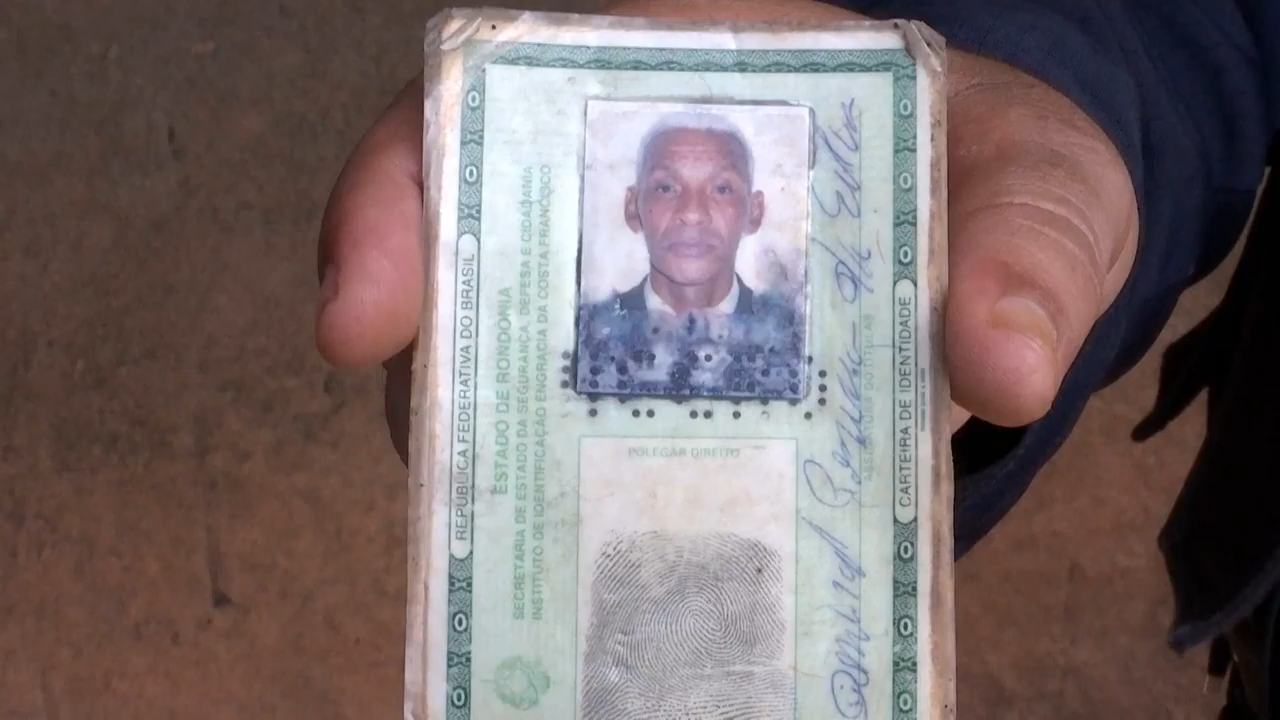 REPÚBLICA FEDERATIVA DO BRASIL
ESTADO DE RONDÔNIA
SECRETARIA DE ESTADO DA SEGURANÇA, DEFESA E CIDADANIA
INSTITUTO DE IDENTIFICAÇÃO ENGRACIA DA COSTA FRANCISCO
POLEGAR DIREITO
ASSINATURA DO TITULAR
CARTEIRA DE IDENTIDADE